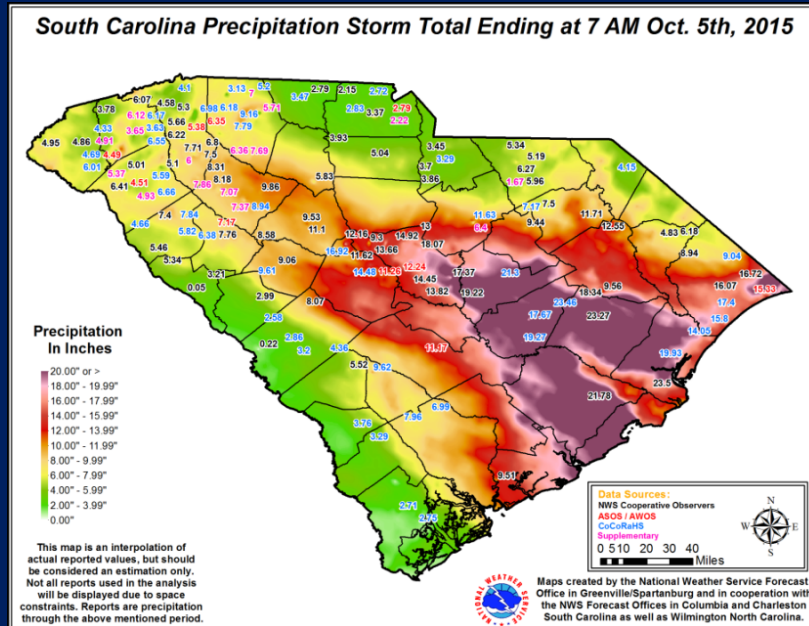 South Carolina Precipitation Storm Total Ending at 7 AM Oct. 5th, 2015
4.1 3.13 5.2 2.79 2.15 2.72
6.07 4.58 7 3.47
3.78 5.3 6.98 6.18 5.71 2.83 3.37 2.79
6.12 6.17 9.16 2.22
4.33 5.66 5.38 6.35 7.79
3.65 3.63 6.22
4.95 4.86 4.91 6.55 6.8 3.93 3.45 5.34
7.71 6.36 7.69 5.04 5.19
4.69 4.49 6 7.5 3.7 3.29 4.15
6.01 5.01 5.1 8.31 6.27
5.37 5.59 8.18 5.83 3.86 1.67 5.96
6.41 4.51 7.86 7.07 9.86
4.93 6.66 7.37 8.94 7.17 7.5
7.4 7.84 7.17 9.53 11.63 11.71
4.66 5.82 11.1 13 6.4 9.44 12.55 4.83 6.18
6.38 7.76 8.58 12.16 9.3 14.92
5.46 16.92 13.66 18.07 8.94 9.04
5.34 9.06 11.62
3.21 9.61 14.48 11.26 12.24 17.37 21.3 16.72
0.05 14.45 9.56 16.07 15.33
2.99 8.07 13.82 19.22 18.34 17.4
23.46
2.58 17.67 23.27 15.8
0.22 2.86 19.27 14.05
3.2 4.36 11.17 19.93
5.52 9.62
23.5
6.99 21.78
3.76 7.96
3.29
9.51
2.71
2.75
Precipitation
In Inches
20.00" or >
18.00" - 19.99"
16.00" - 17.99"
14.00" - 15.99"
12.00" - 13.99"
10.00" - 11.99"
8.00" - 9.99"
6.00" - 7.99"
4.00" - 5.99"
2.00" - 3.99"
0.00"
This map is an interpolation of
actual reported values, but should
be considered an estimation only.
Not all reports used in the analysis
will be displayed due to space
constraints. Reports are precipitation
through the above mentioned period.
Data Sources:
NWS Cooperative Observers
ASOS / AWOS
CoCoRaHS
Supplementary
0 5 10 20 30 40
Miles
N
W E
S
NATIONAL WEATHER SERVICE
Maps created by the National Weather Service Forecast
Office in Greenville/Spartanburg and in cooperation with
the NWS Forecast Offices in Columbia and Charleston
South Carolina as well as Wilmington North Carolina.